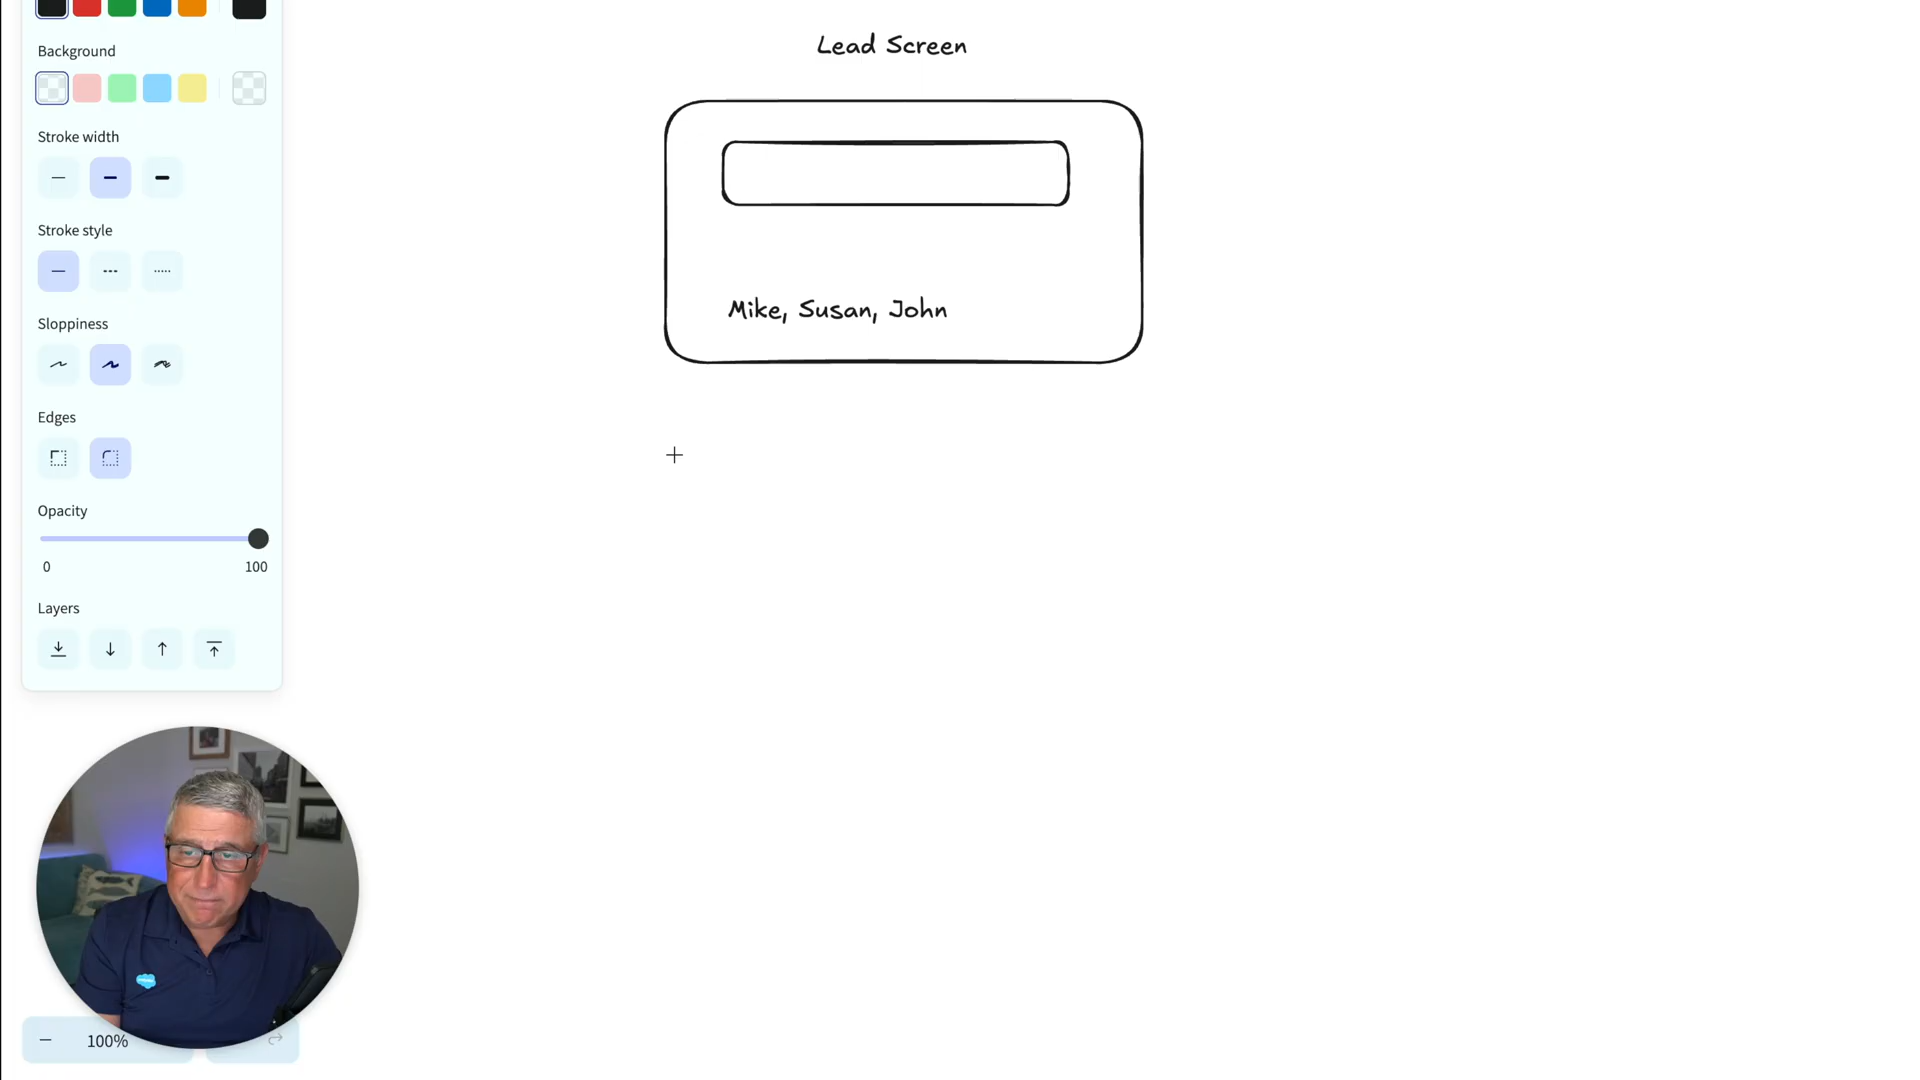 Lead Screen
Background
Stroke width
Mike, Susan, John
Stroke style
Sloppiness
Edges
Opacity
0 100
Layers
100%